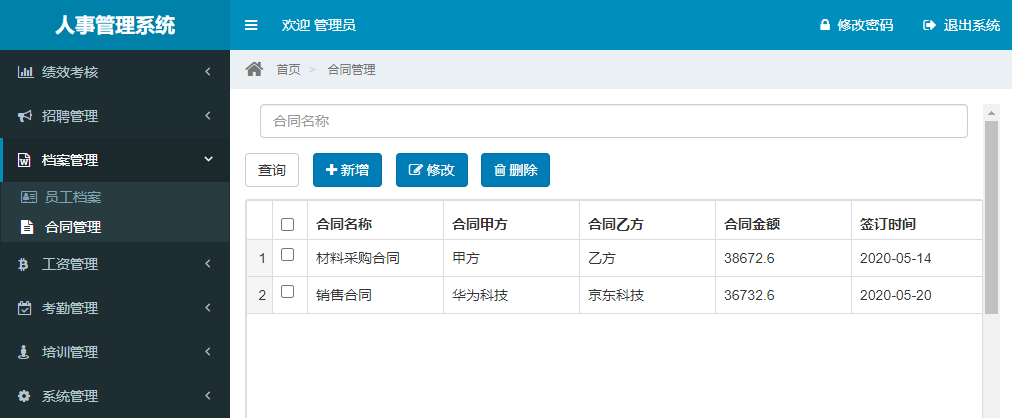 人事管理系统
欢迎 管理员
修改密码
退出系统
绩效考核
招聘管理
档案管理
员工档案
合同管理
工资管理
考勤管理
培训管理
系统管理
首页 > 合同管理
合同名称
查询
新增
修改
删除
合同名称 合同甲方 合同乙方 合同金额 签订时间
1 材料采购合同 甲方 乙方 38672.6 2020-05-14
2 销售合同 华为科技 京东科技 36732.6 2020-05-20